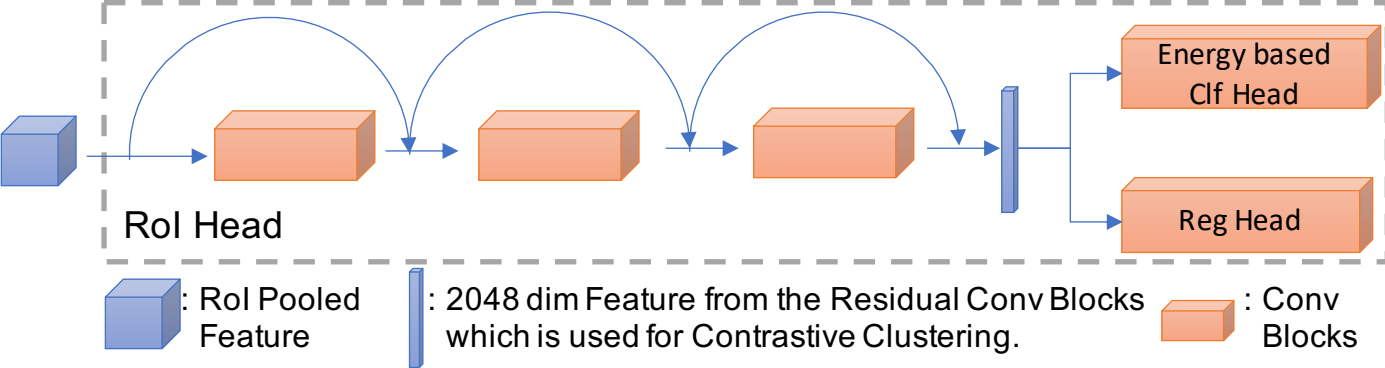 Energy based
Clf Head
Reg Head
RoI Head
: RoI Pooled
Feature
: 2048 dim Feature from the Residual Conv Blocks
which is used for Contrastive Clustering.
: Conv
Blocks